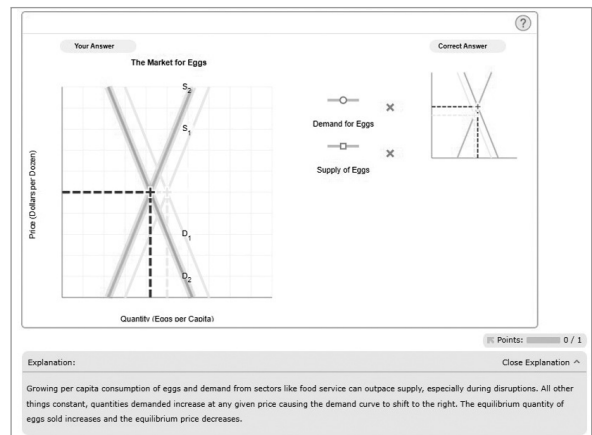 ?
Your Answer
Correct Answer
The Market for Eggs
S2
S1
Demand for Eggs
Supply of Eggs
Price (Dollars per Dozen)
D1
D2
Quantity (Eggs per Capita)
Points: 0 / 1
Explanation: Close Explanation ^
Growing per capita consumption of eggs and demand from sectors like food service can outpace supply, especially during disruptions. All other
things constant, quantities demanded increase at any given price causing the demand curve to shift to the right. The equilibrium quantity of
eggs sold increases and the equilibrium price decreases.